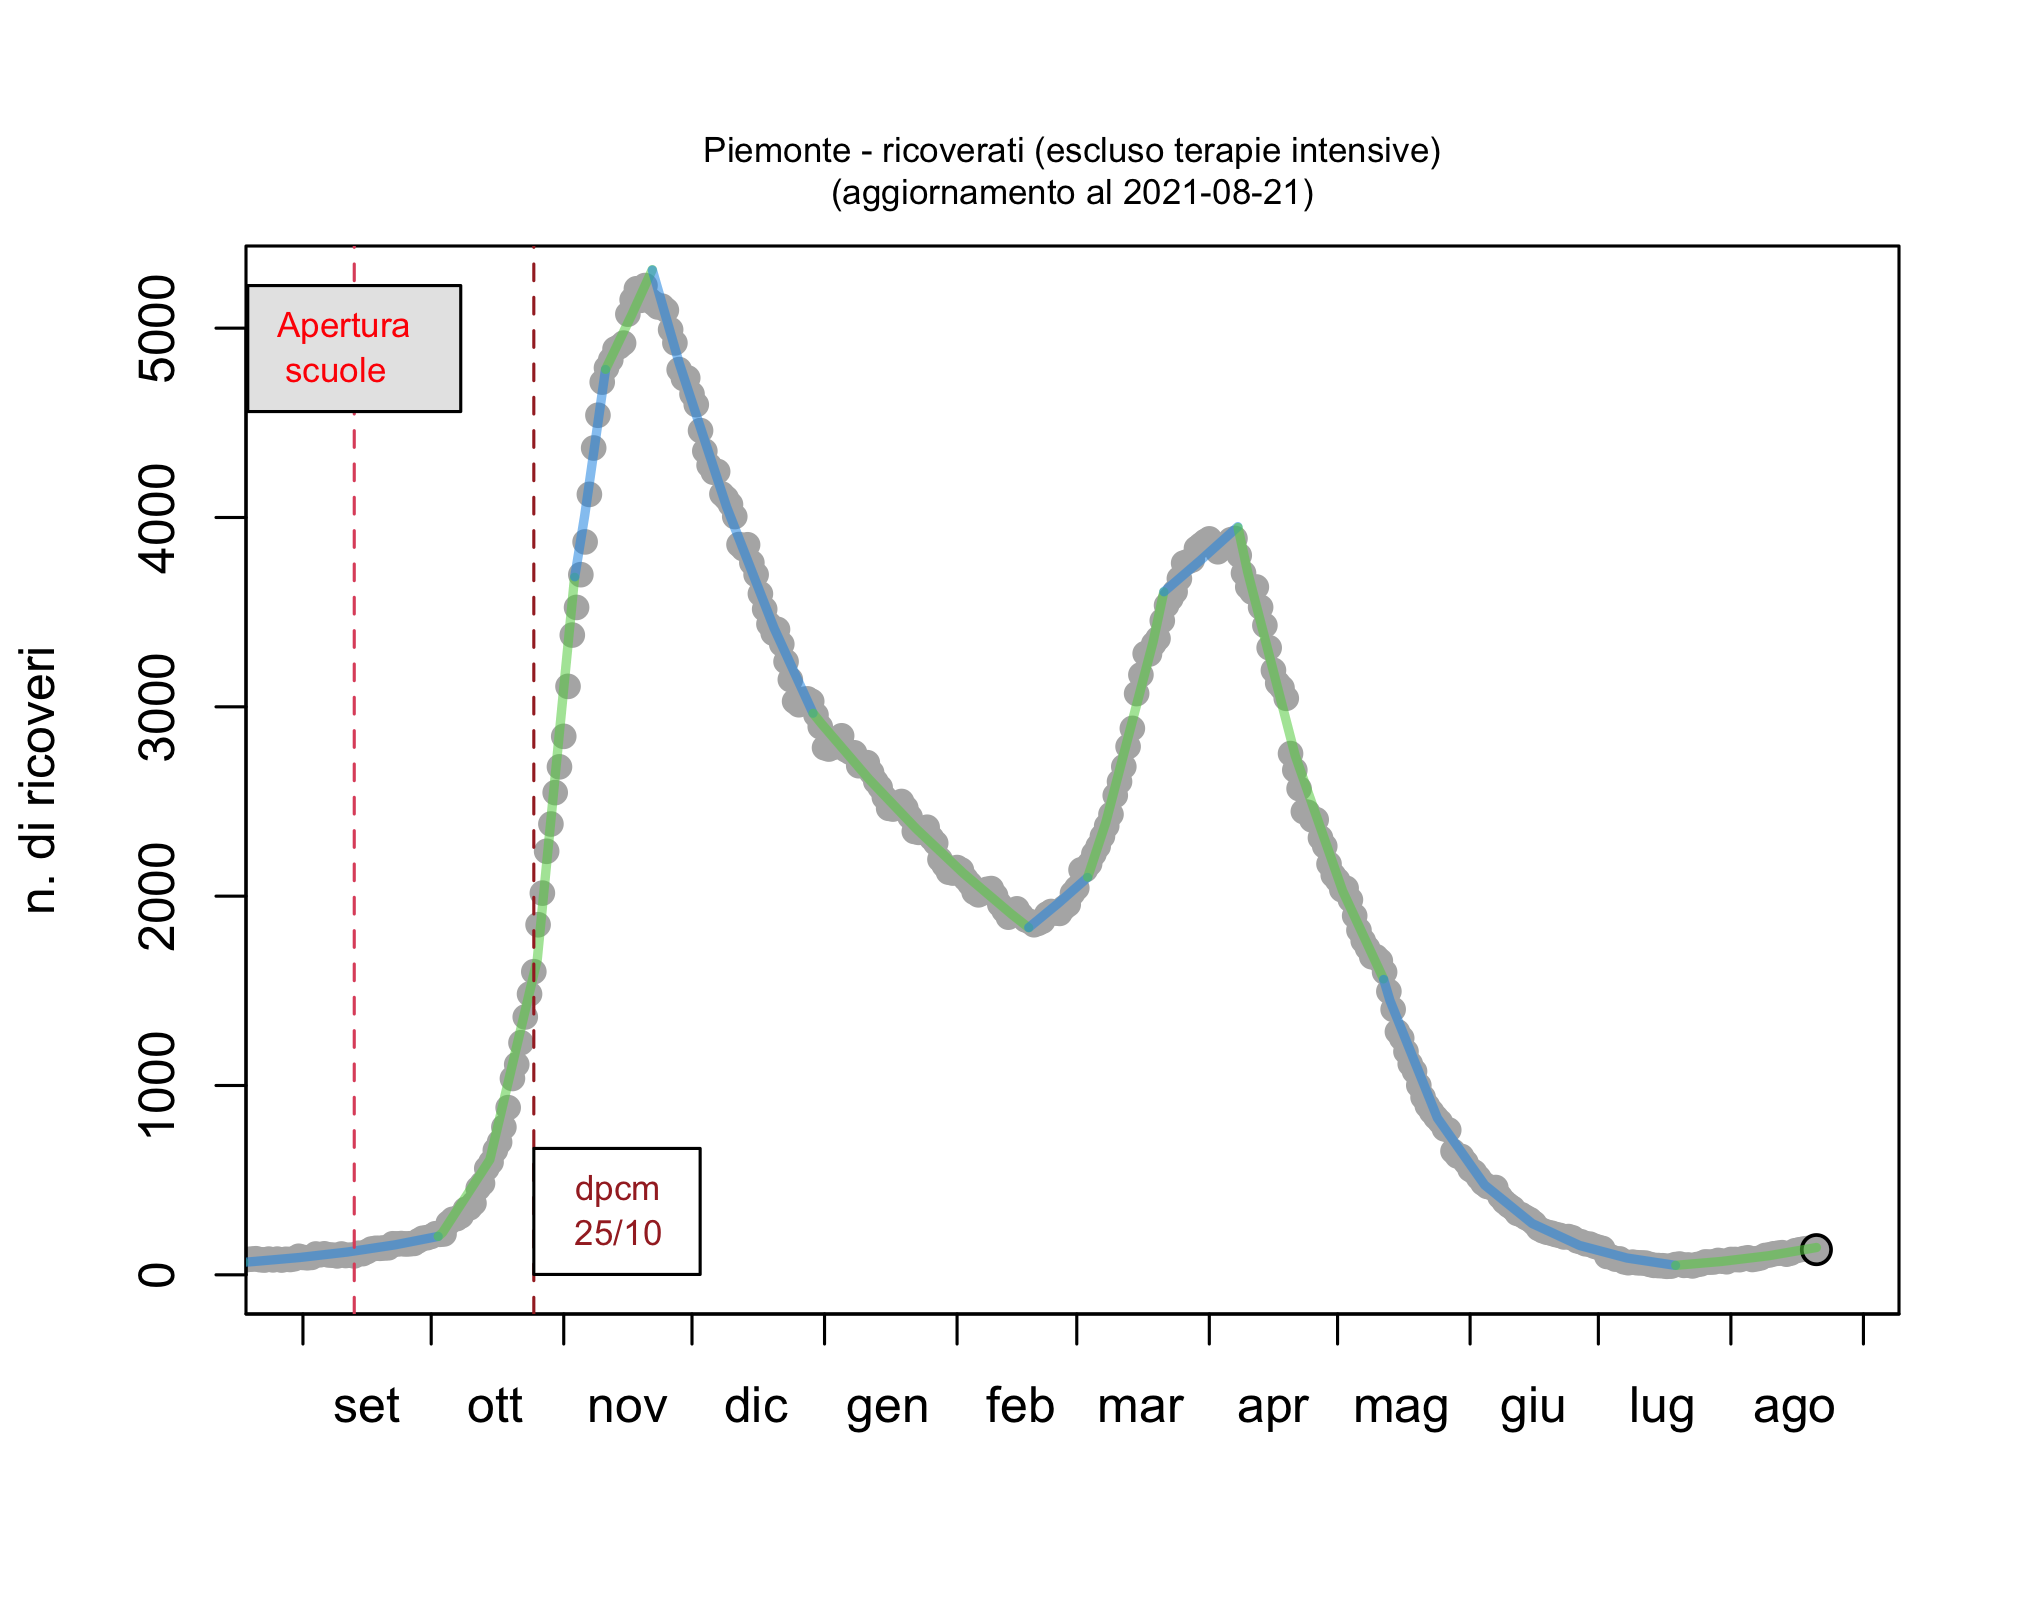 Piemonte - ricoverati (escluso terapie intensive)
(aggiornamento al 2021-08-21)
n. di ricoveri
5000
4000
3000
2000
1000
0
Apertura
scuole
dpcm
25/10
set ott nov dic gen feb mar apr mag giu lug ago